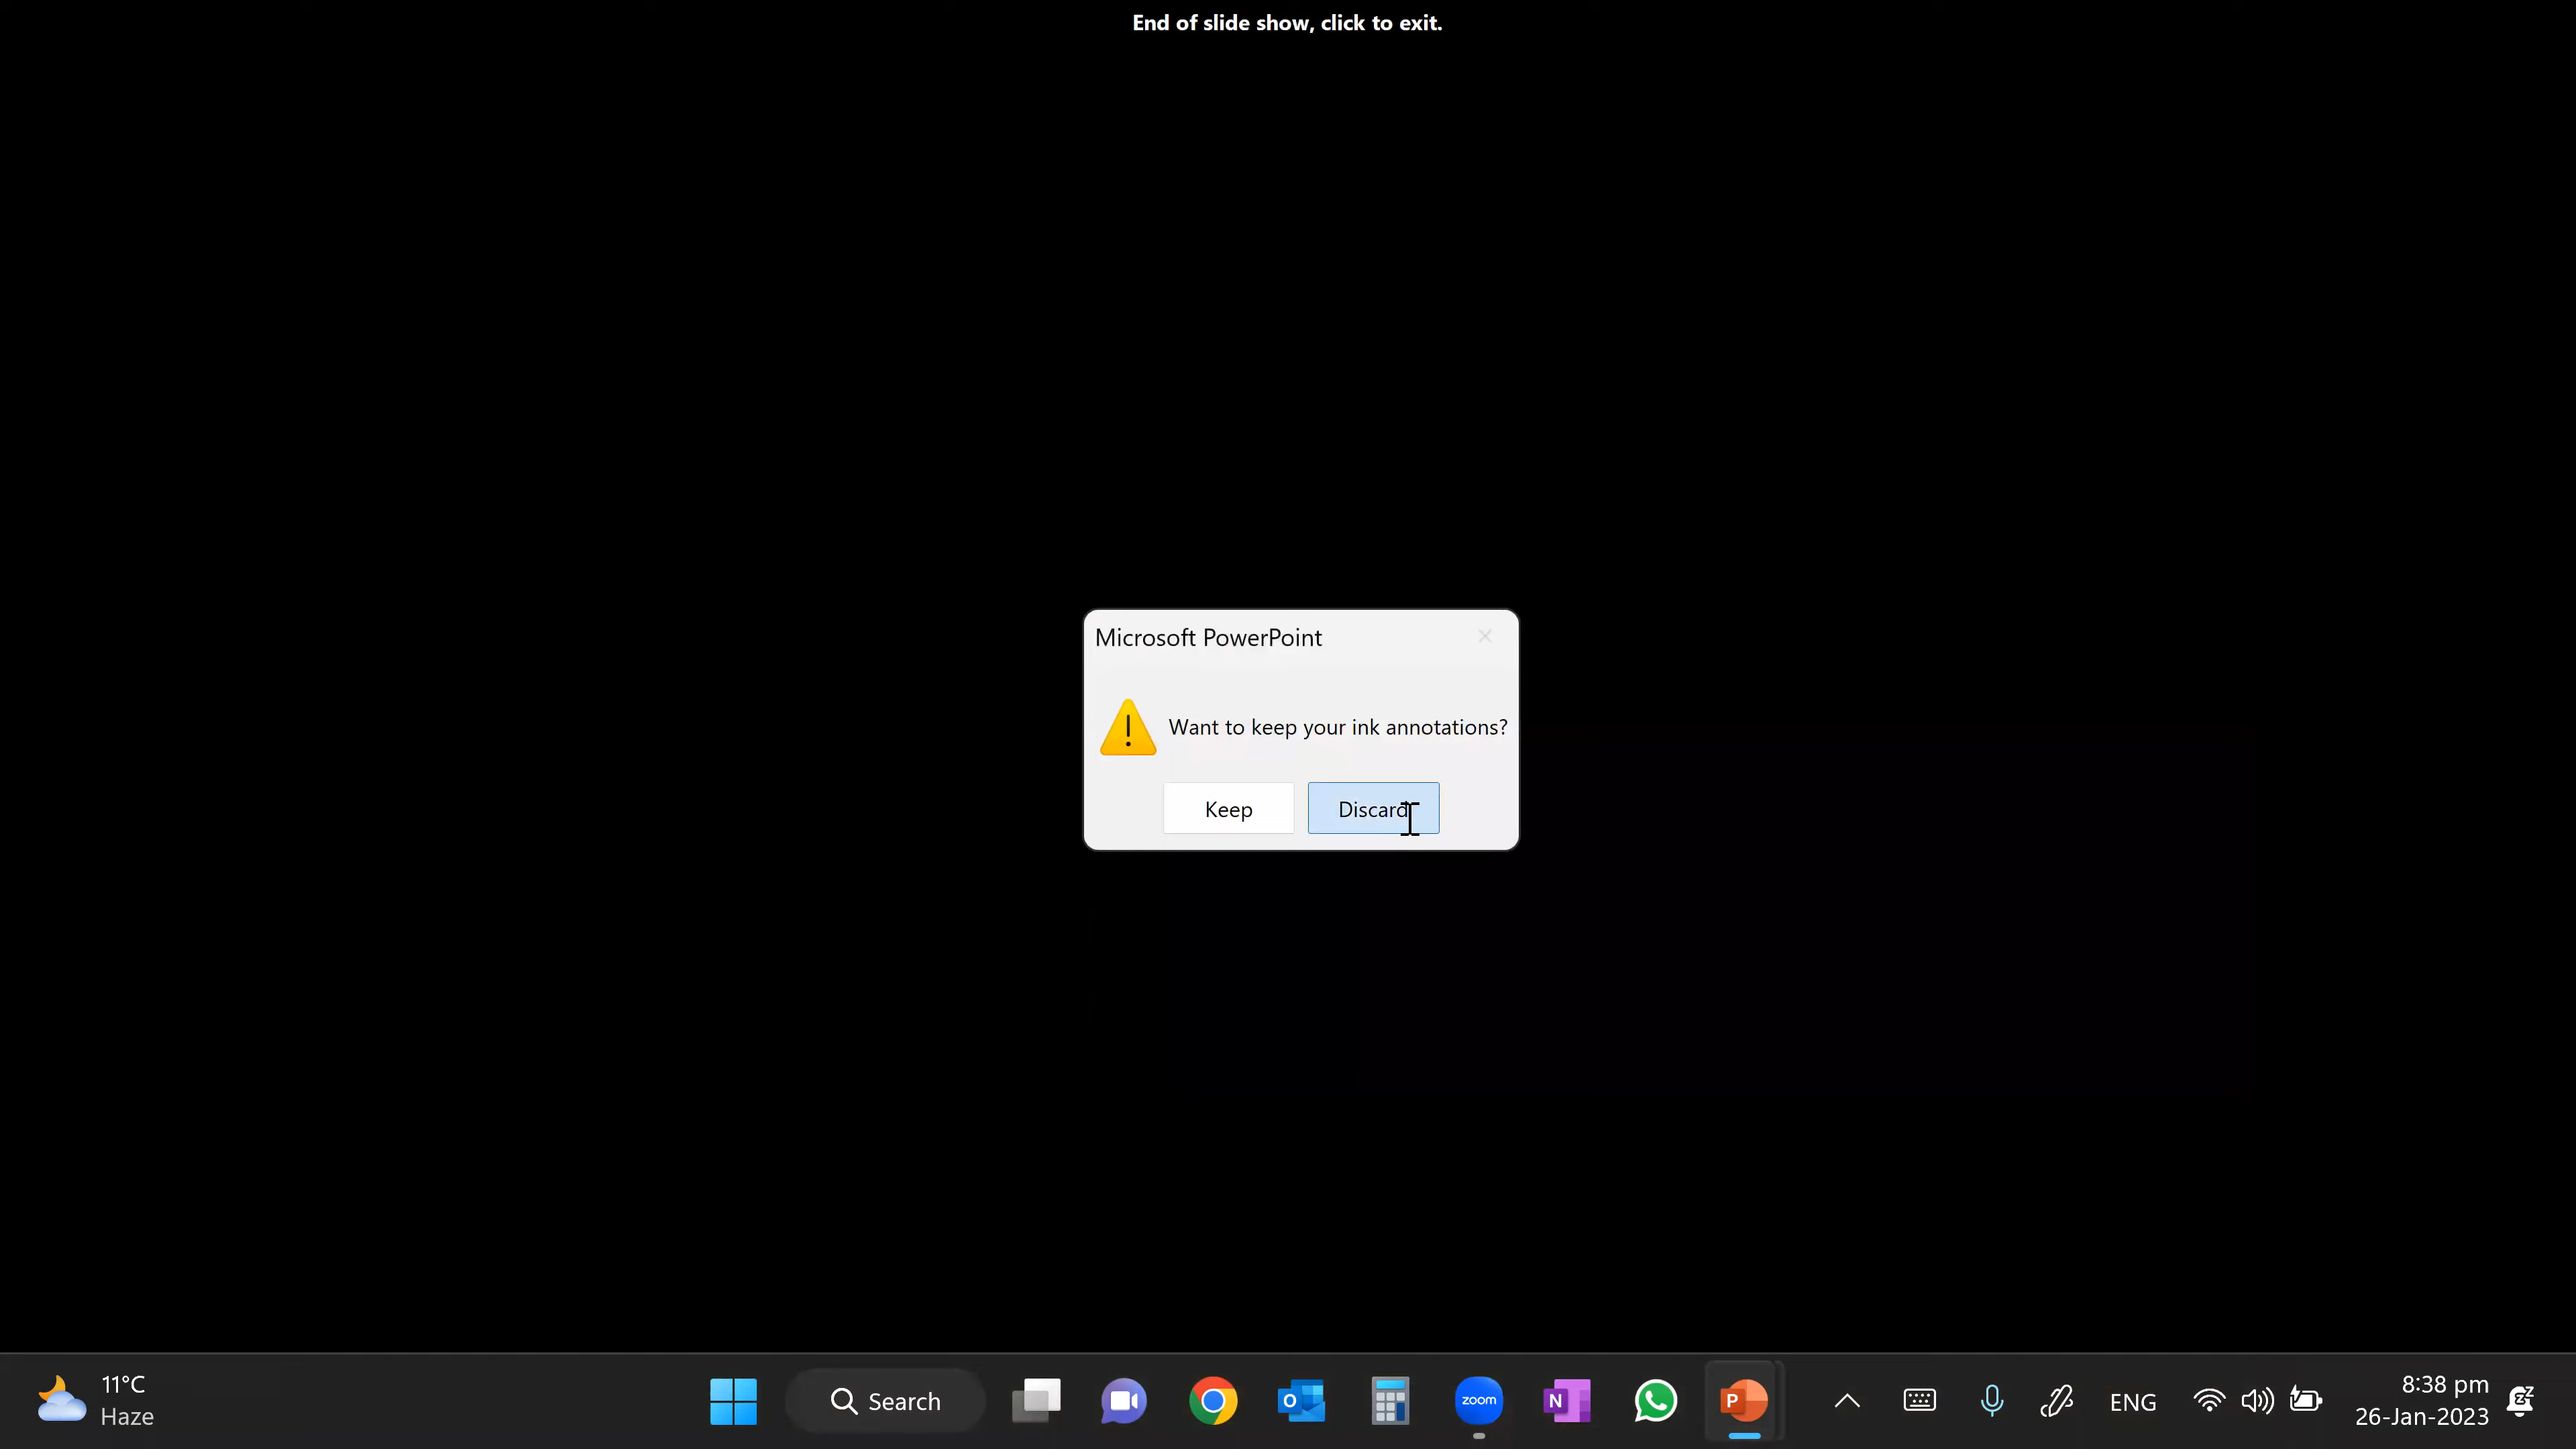 End of slide show, click to exit.
Microsoft PowerPoint
Want to keep your ink annotations?
Keep
Discard
11°C
Haze
Search
O
zoom
N
P
ENG
8:38 pm
26-Jan-2023